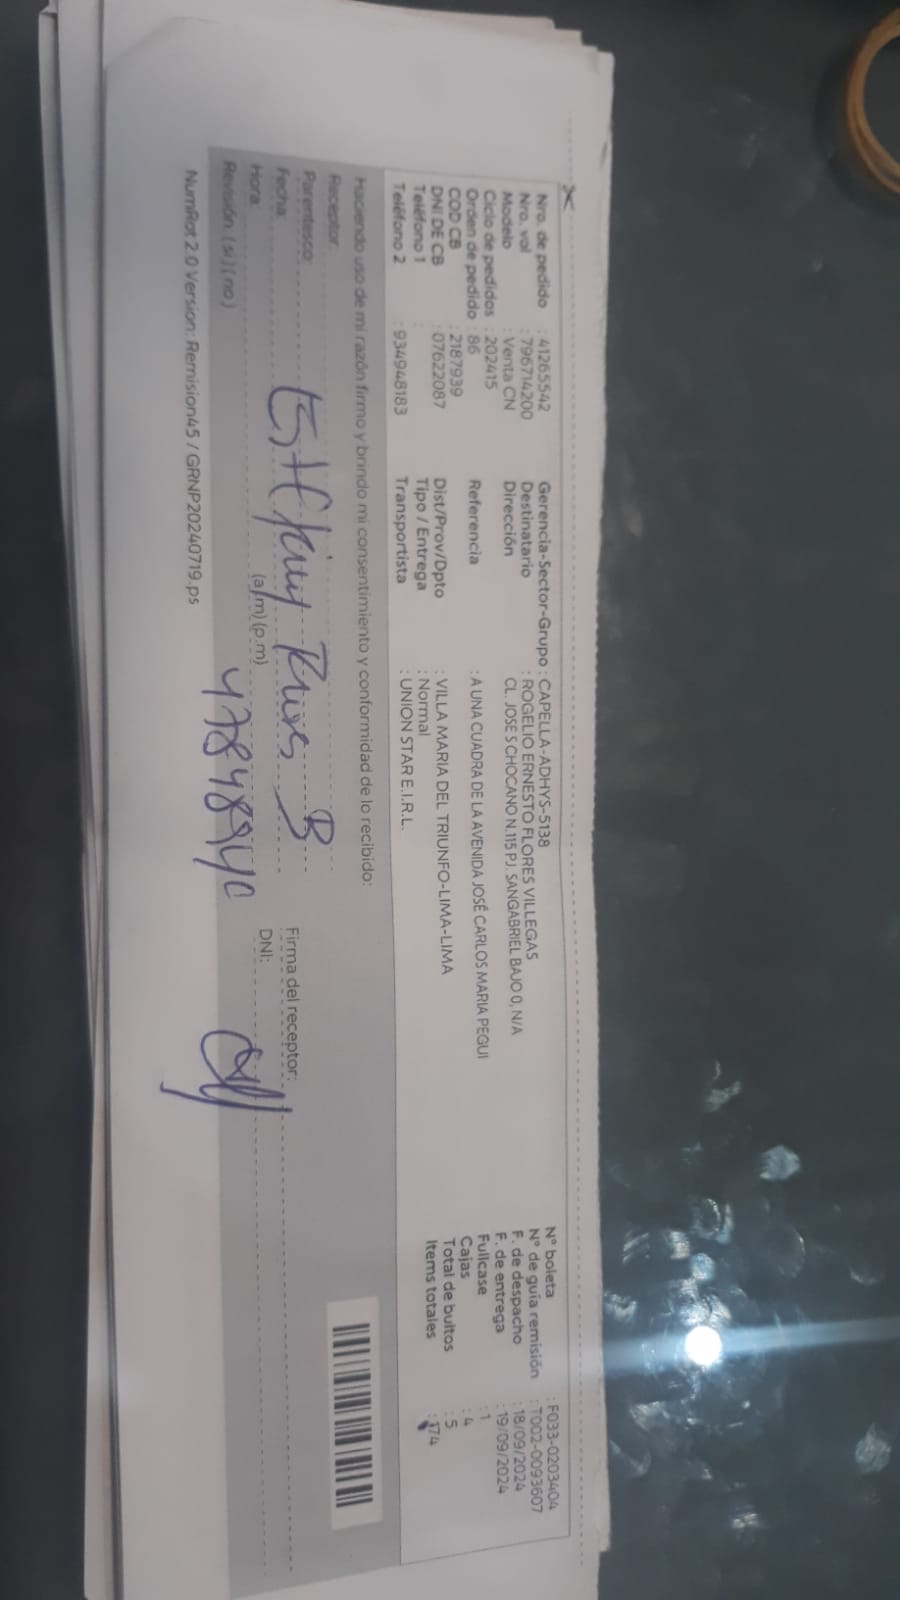 Nro. de pedido : 41265542
Nro. vol : 796714200
Modelo : Venta CN
Ciclo de pedidos : 202415
Orden de pedido : 86
COD CB : 2187939
DNI DE CB : 07622087
Teléfono 1 :
Teléfono 2 : 934948183
Gerencia-Sector-Grupo : CAPELLA-ADHYS-5138
Destinatario : ROGELIO ERNESTO FLORES VILLEGAS
Dirección CL. JOSE S CHOCANO N.115 PJ. SANGABRIEL BAJO 0, N/A
Referencia : A UNA CUADRA DE LA AVENIDA JOSÉ CARLOS MARIA PEGUI
Dist/Prov/Dpto : VILLA MARIA DEL TRIUNFO-LIMA-LIMA
Tipo / Entrega : Normal
Transportista : UNION STAR E.I.R.L.
N° boleta : F033-0203404
N° de guía remisión : T002-0093607
F. de despacho : 18/09/2024
F. de entrega : 19/09/2024
Fullcase : 1
Cajas : 4
Total de bultos : 5
Items totales : 174
Haciendo uso de mi razón firmo y brindo mi consentimiento y conformidad de lo recibido:
Receptor:
Parentesco:
Fecha:
Hora: (a.m) (p.m)
Revisión: ( si ) ( no )
Firma del receptor:
DNI:
NumRot 2.0 Version: Remision45 / GRNP20240719.ps